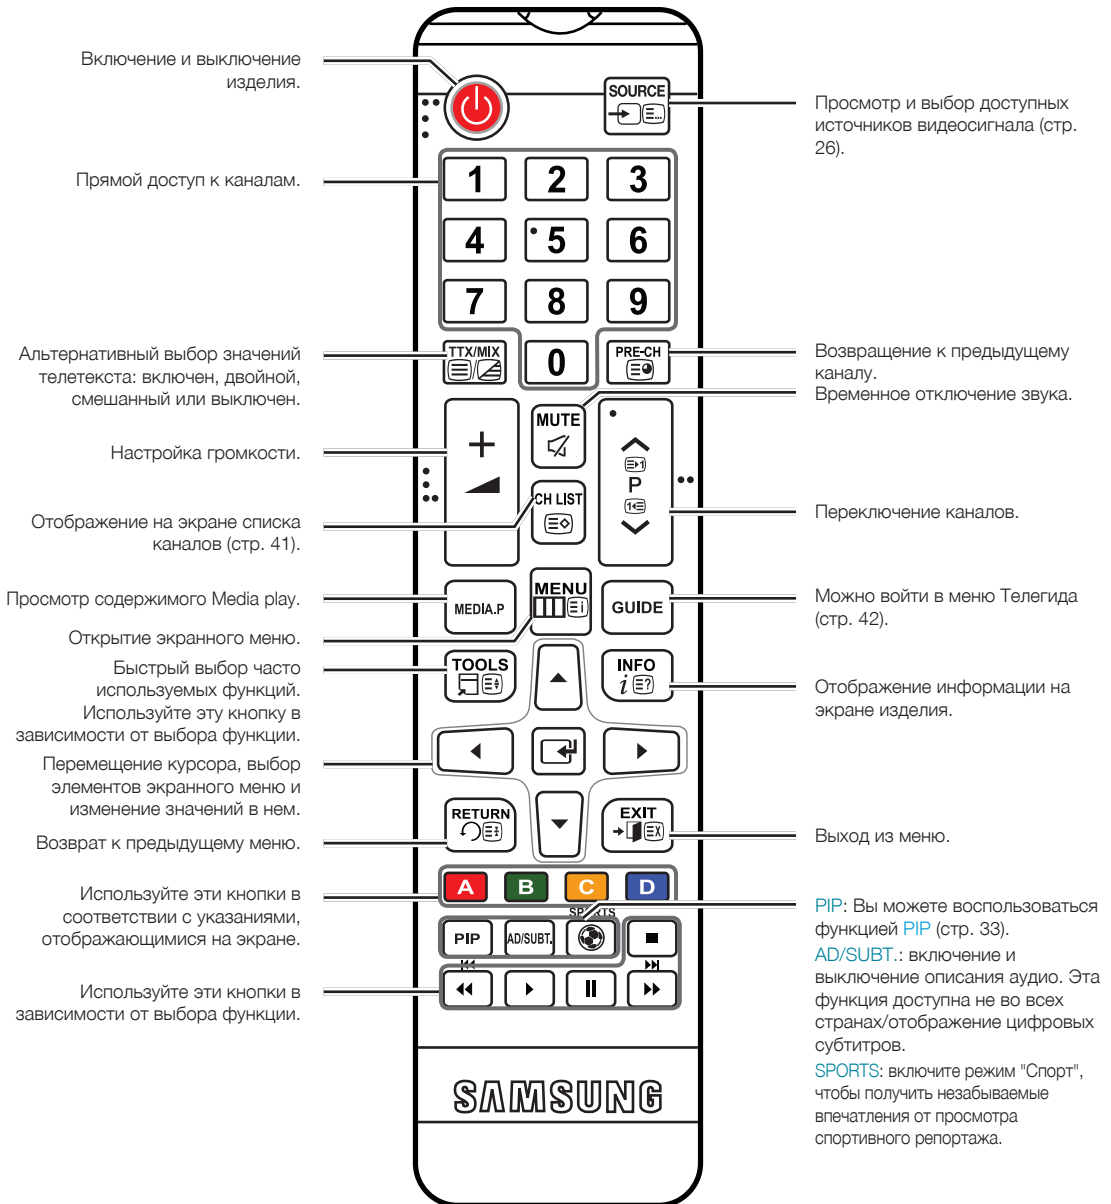 Включение и выключение
изделия.
Прямой доступ к каналам.
Альтернативный выбор значений
телетекста: включен, двойной,
смешанный или выключен.
Настройка громкости.
Отображение на экране списка
каналов (стр. 41).
Просмотр содержимого Media play.
Открытие экранного меню.
Быстрый выбор часто
используемых функций.
Используйте эту кнопку в
зависимости от выбора функции.
Перемещение курсора, выбор
элементов экранного меню и
изменение значений в нем.
Возврат к предыдущему меню.
Используйте эти кнопки в
соответствии с указаниями,
отображающимися на экране.
Используйте эти кнопки в
зависимости от выбора функции.
SOURCE
1 2 3
4 5 6
7 8 9
TTX/MIX 0 PRE-CH
MUTE
P
CH LIST
MEDIA.P MENU GUIDE
TOOLS INFO
RETURN EXIT
A B C D
SPORTS
PIP AD/SUBT.
SAMSUNG
Просмотр и выбор доступных
источников видеосигнала (стр.
26).
Возвращение к предыдущему
каналу.
Временное отключение звука.
Переключение каналов.
Можно войти в меню Телегида
(стр. 42).
Отображение информации на
экране изделия.
Выход из меню.
PIP: Вы можете воспользоваться
функцией PIP (стр. 33).
AD/SUBT.: включение и
выключение описания аудио. Эта
функция доступна не во всех
странах/отображение цифровых
субтитров.
SPORTS: включите режим "Спорт",
чтобы получить незабываемые
впечатления от просмотра
спортивного репортажа.